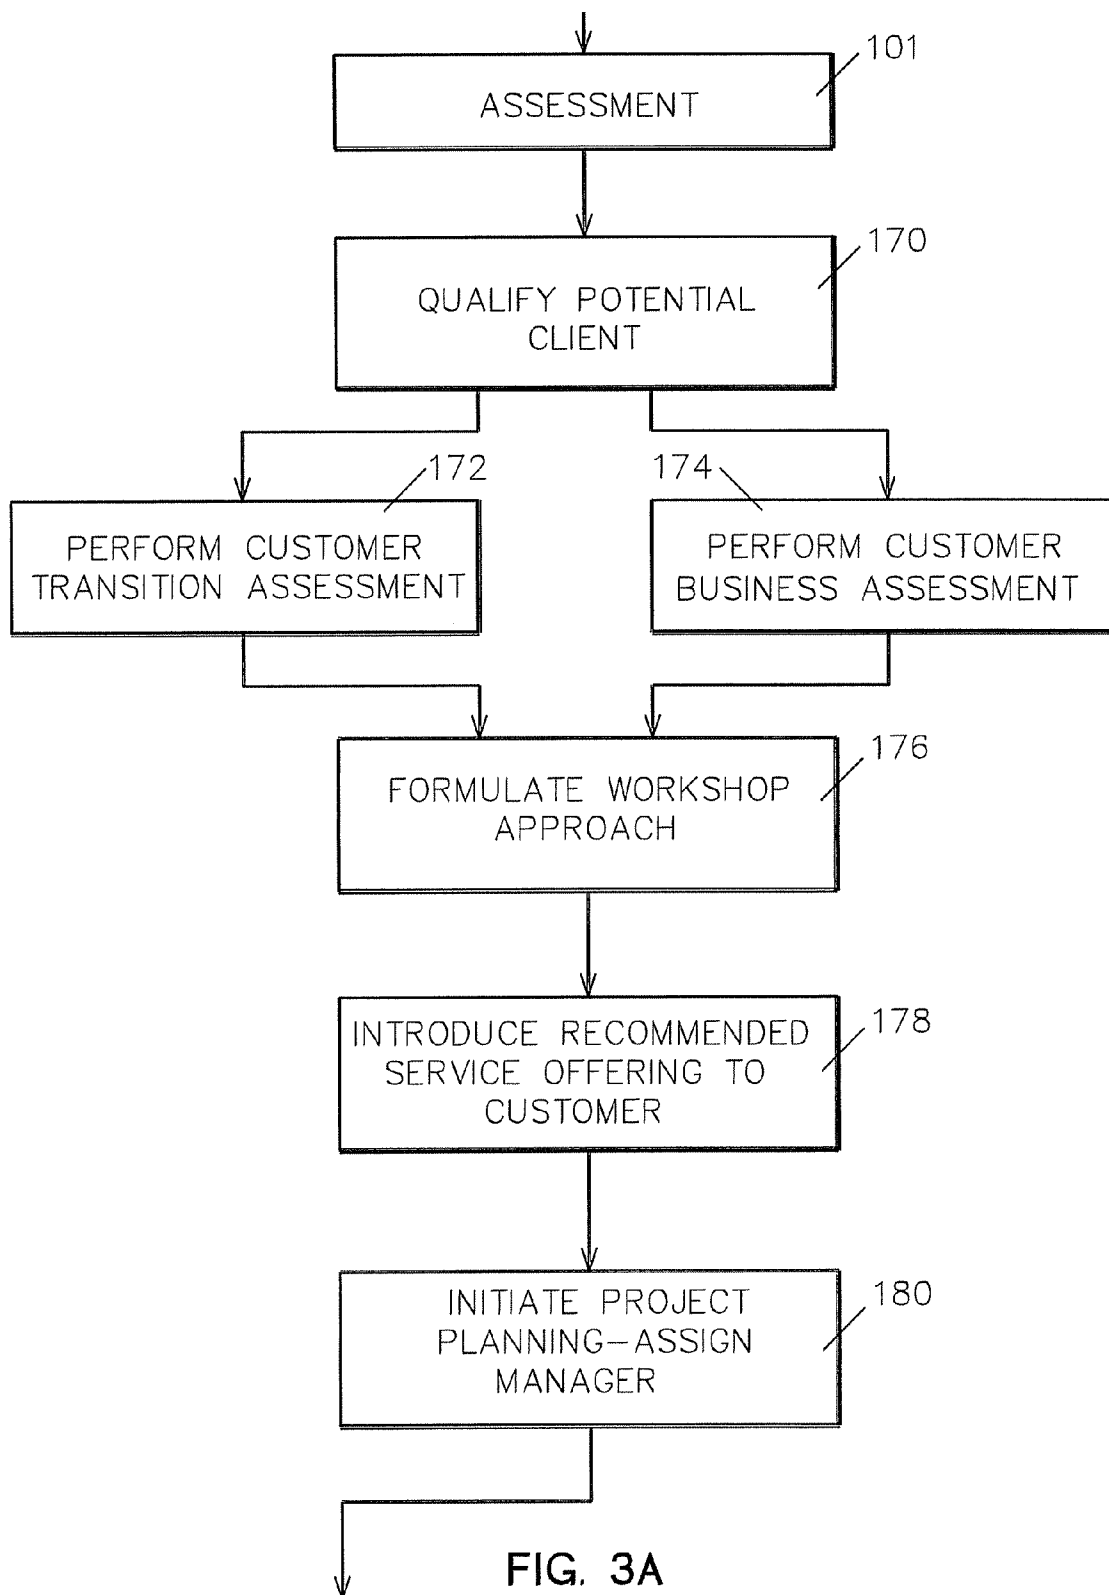 101
ASSESSMENT
170
QUALIFY POTENTIAL
CLIENT
172
174
PERFORM CUSTOMER
TRANSITION ASSESSMENT
PERFORM CUSTOMER
BUSINESS ASSESSMENT
176
FORMULATE WORKSHOP
APPROACH
178
INTRODUCE RECOMMENDED
SERVICE OFFERING TO
CUSTOMER
180
INITIATE PROJECT
PLANNING–ASSIGN
MANAGER
FIG. 3A